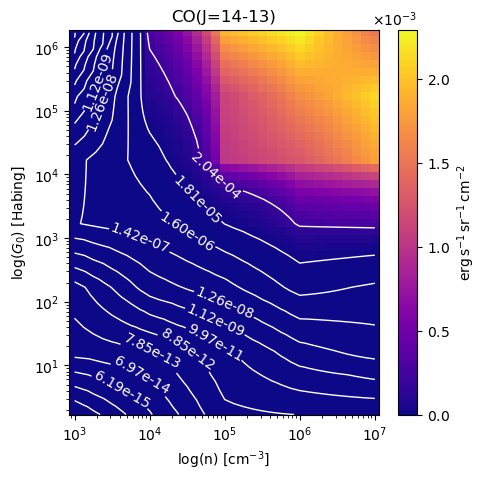 CO(J=14-13)
×10⁻³
10⁶
10⁵
10⁴
10³
10²
10¹
log(G₀) [Habing]
10³
10⁴
10⁵
10⁶
10⁷
log(n) [cm⁻³]
1.12e-09
1.26e-08
2.04e-04
1.81e-05
1.60e-06
1.42e-07
1.26e-08
1.12e-09
9.97e-11
8.85e-12
7.85e-13
6.97e-14
6.19e-15
2.0
1.5
1.0
0.5
0.0
erg s⁻¹ sr⁻¹ cm⁻²